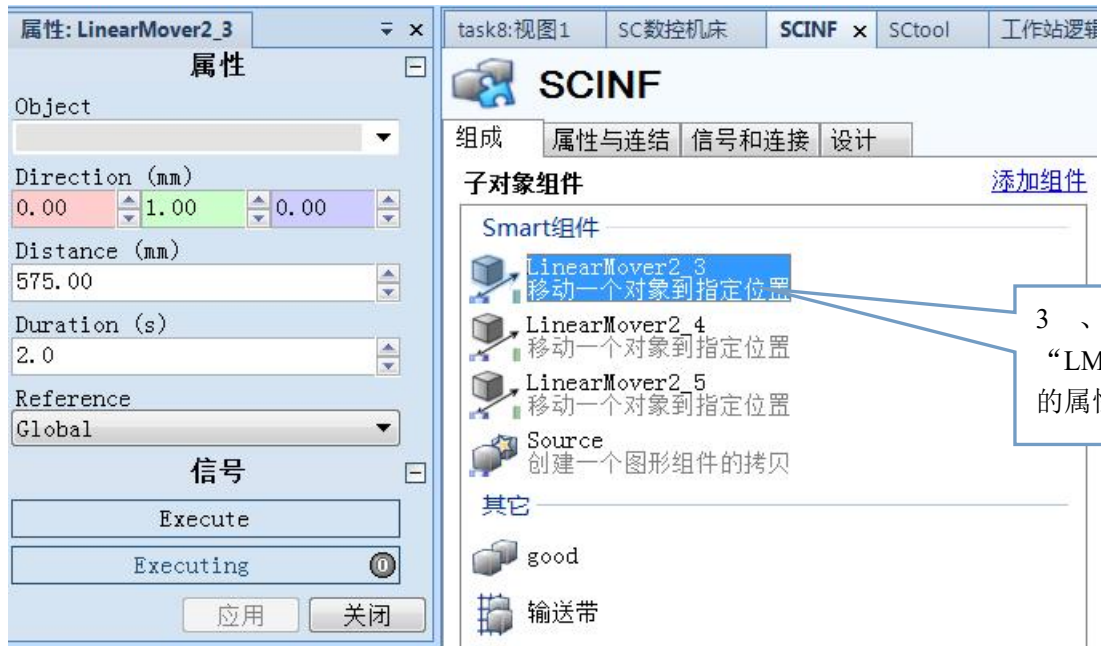 属性: LinearMover2_3
属性
Object
Direction (mm)
0.00 1.00 0.00
Distance (mm)
575.00
Duration (s)
2.0
Reference
Global
信号
Execute
Executing 0
应用 关闭
task8:视图1 SC数控机床 SCINF × SCtool 工作站逻辑
SCINF
组成 属性与连结 信号和连接 设计
子对象组件 添加组件
Smart组件
LinearMover2_3
移动一个对象到指定位置
LinearMover2_4
移动一个对象到指定位置
LinearMover2_5
移动一个对象到指定位置
Source
创建一个图形组件的拷贝
其它
good
输送带
3 、
“LM
的属性